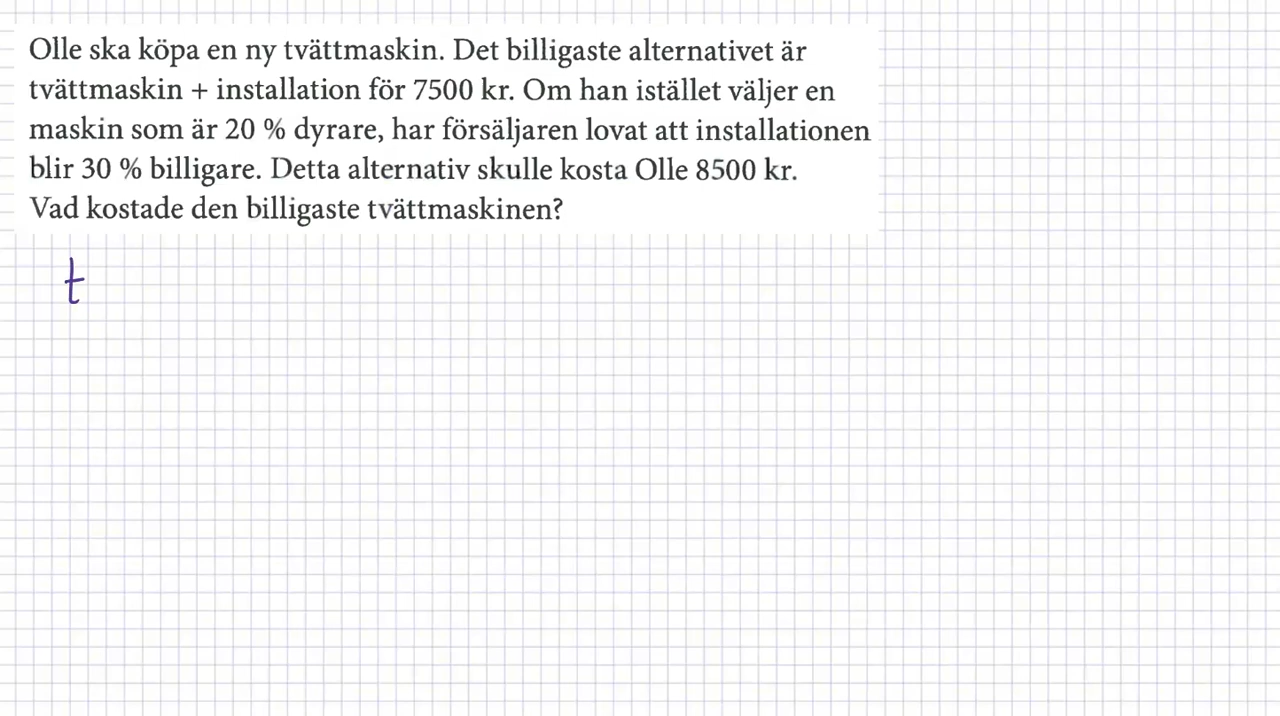 Olle ska köpa en ny tvättmaskin. Det billigaste alternativet är
tvättmaskin + installation för 7500 kr. Om han istället väljer en
maskin som är 20 % dyrare, har försäljaren lovat att installationen
blir 30 % billigare. Detta alternativ skulle kosta Olle 8500 kr.
Vad kostade den billigaste tvättmaskinen?
t